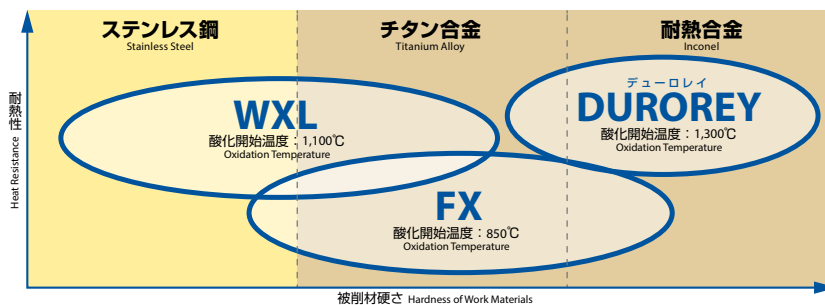 ステンレス鋼
Stainless Steel
チタン合金
Titanium Alloy
耐熱合金
Inconel
耐熱性 Heat Resistance
WXL
酸化開始温度：1,100℃
Oxidation Temperature
デューロレイ
DUROREY
酸化開始温度：1,300℃
Oxidation Temperature
FX
酸化開始温度：850℃
Oxidation Temperature
被削材硬さ Hardness of Work Materials